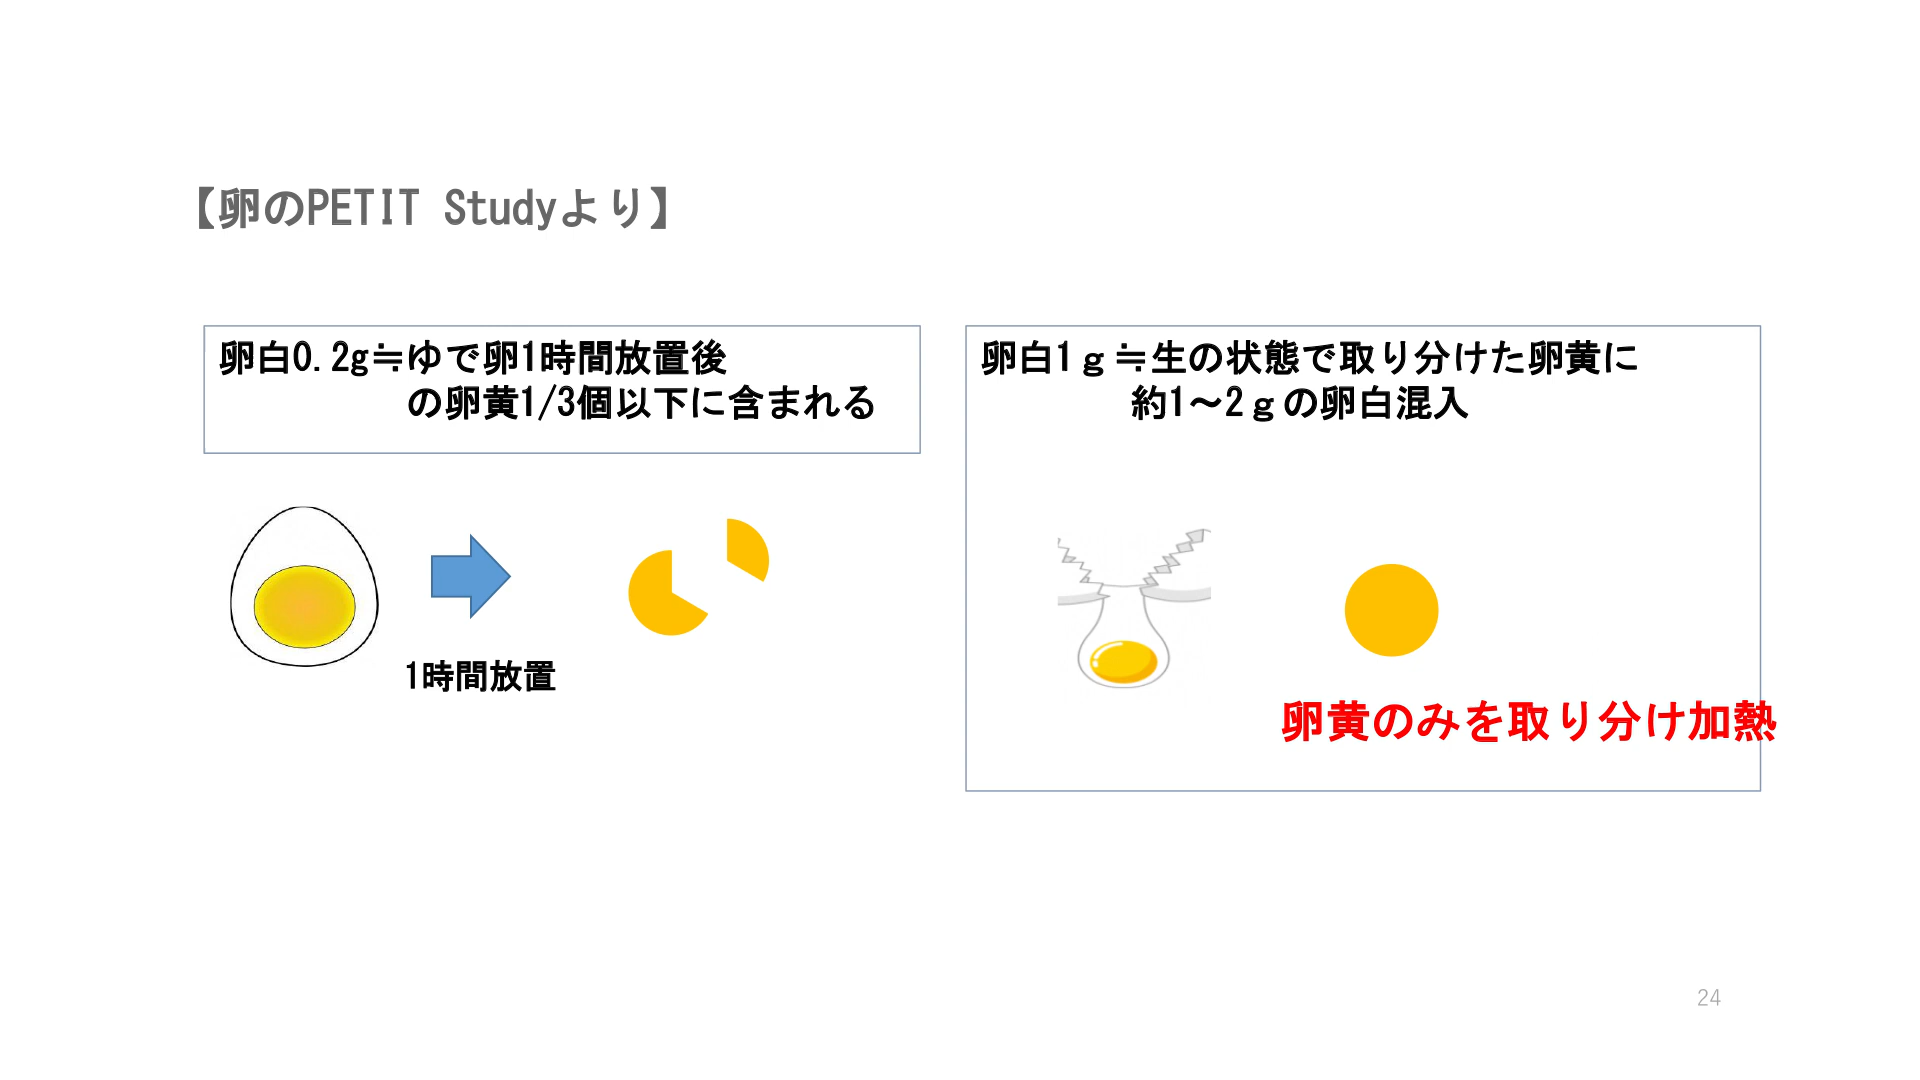 【卵のPETIT Studyより】
卵白0.2g≒ゆで卵1時間放置後
の卵黄1/3個以下に含まれる
1時間放置
卵白1ｇ≒生の状態で取り分けた卵黄に
約1～2ｇの卵白混入
卵黄のみを取り分け加熱
24